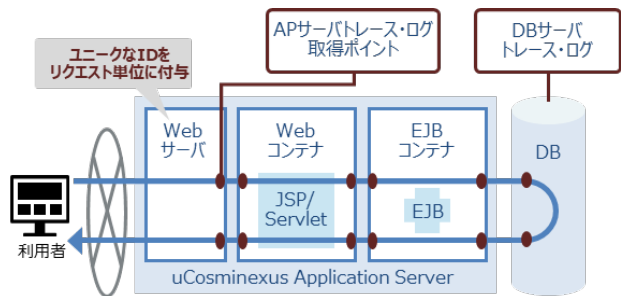 APサーバトレース・ログ
取得ポイント
DBサーバ
トレース・ログ
ユニークなIDを
リクエスト単位に付与
Web
サーバ
Web
コンテナ
EJB
コンテナ
DB
JSP/
Servlet
EJB
利用者
uCosminexus Application Server